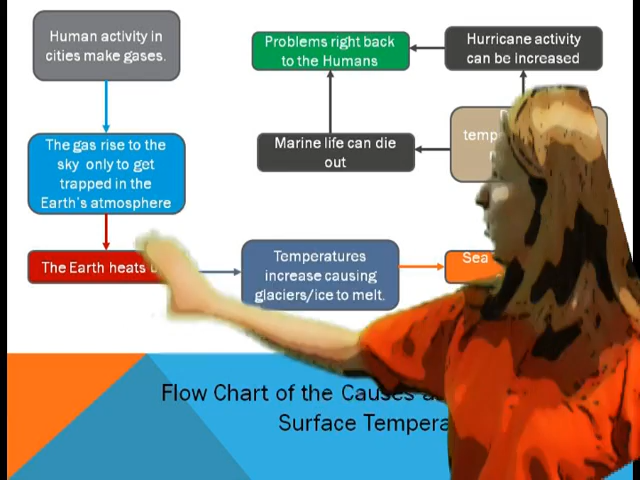 Human activity in
cities make gases.
The gas rise to the
sky only to get
trapped in the
Earth's atmosphere
The Earth heats
Temperatures
increase causing
glaciers/ice to melt.
Sea
Marine life can die
out
Problems right back
to the Humans
Hurricane activity
can be increased
Flow Chart of the Causes
Surface